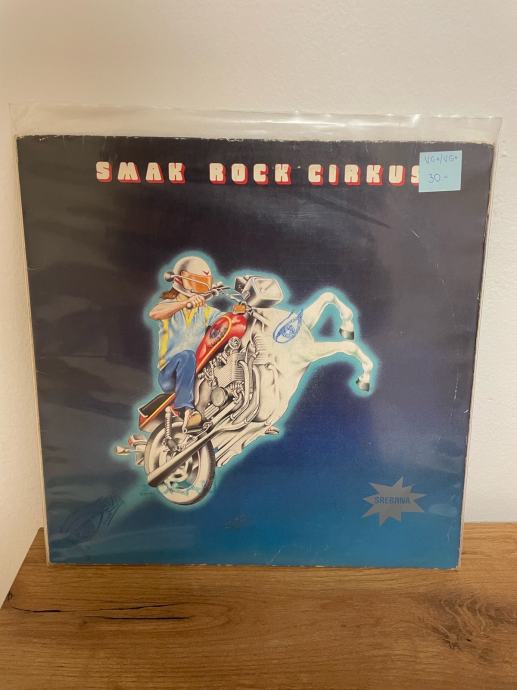 SMAK ROCK CIRKUS
VG+/VG+
30.-
SREBRNA